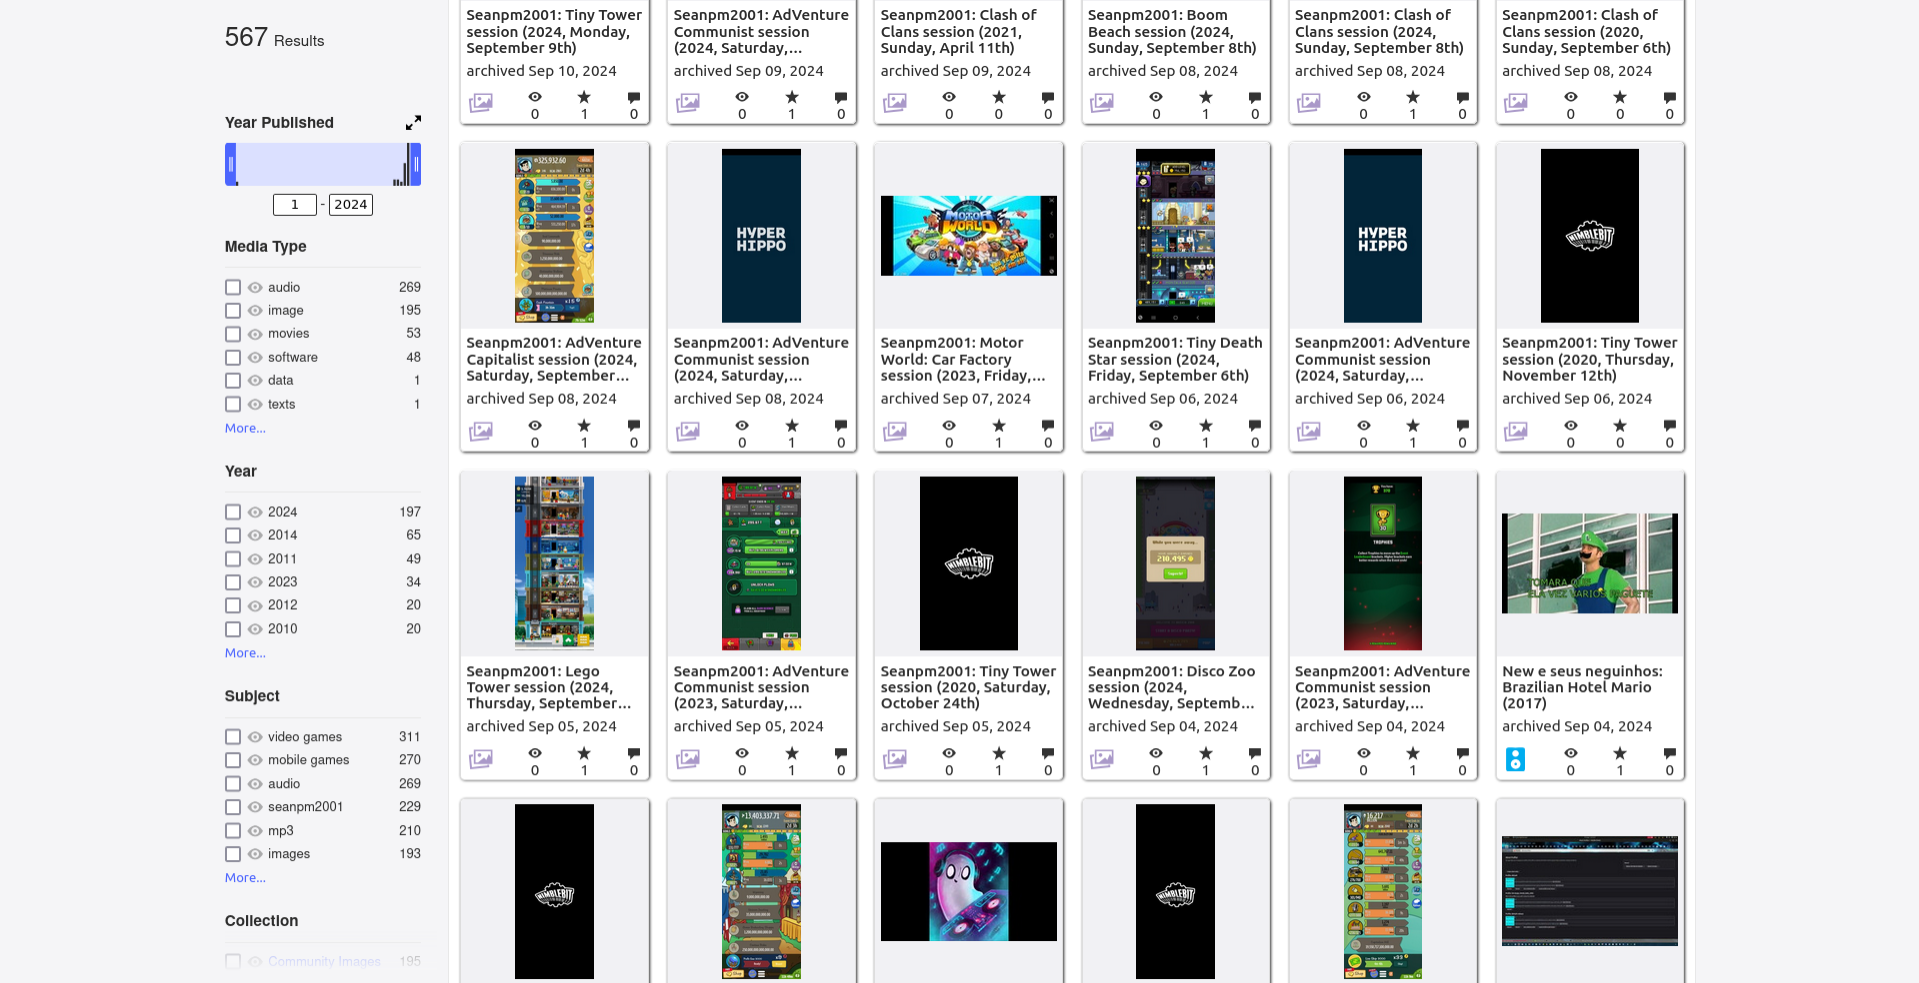 567 Results
Year Published
1 - 2024
Media Type
audio 269
image 195
movies 53
software 48
data 1
texts 1
More...
Year
2024 197
2014 65
2011 49
2023 34
2012 20
2010 20
More...
Subject
video games 311
mobile games 270
audio 269
seanpm2001 229
mp3 210
images 193
More...
Collection
Community Images 195
Seanpm2001: Tiny Tower
session (2024, Monday,
September 9th)
archived Sep 10, 2024
0 1 0
Seanpm2001: AdVenture
Communist session
(2024, Saturday,...
archived Sep 09, 2024
0 1 0
Seanpm2001: Clash of
Clans session (2021,
Sunday, April 11th)
archived Sep 09, 2024
0 0 0
Seanpm2001: Boom
Beach session (2024,
Sunday, September 8th)
archived Sep 08, 2024
0 1 0
Seanpm2001: Clash of
Clans session (2024,
Sunday, September 8th)
archived Sep 08, 2024
0 1 0
Seanpm2001: Clash of
Clans session (2020,
Sunday, September 6th)
archived Sep 08, 2024
0 0 0
325,932.60
Seanpm2001: AdVenture
Capitalist session (2024,
Saturday, September...
archived Sep 08, 2024
0 1 0
HYPER
HIPPO
Seanpm2001: AdVenture
Communist session
(2024, Saturday,...
archived Sep 08, 2024
0 1 0
MOTOR
WORLD
Seanpm2001: Motor
World: Car Factory
session (2023, Friday,...
archived Sep 07, 2024
0 1 0
Seanpm2001: Tiny Death
Star session (2024,
Friday, September 6th)
archived Sep 06, 2024
0 1 0
HYPER
HIPPO
Seanpm2001: AdVenture
Communist session
(2024, Saturday,...
archived Sep 06, 2024
0 1 0
NIMBLEBIT
Seanpm2001: Tiny Tower
session (2020, Thursday,
November 12th)
archived Sep 06, 2024
0 0 0
Seanpm2001: Lego
Tower session (2024,
Thursday, September...
archived Sep 05, 2024
0 1 0
Seanpm2001: AdVenture
Communist session
(2023, Saturday,...
archived Sep 05, 2024
0 1 0
NIMBLEBIT
Seanpm2001: Tiny Tower
session (2020, Saturday,
October 24th)
archived Sep 05, 2024
0 1 0
While you were away...
210,495
Seanpm2001: Disco Zoo
session (2024,
Wednesday, Septemb...
archived Sep 04, 2024
0 1 0
TROPHIES
Seanpm2001: AdVenture
Communist session
(2023, Saturday,...
archived Sep 04, 2024
0 1 0
TOMARA QUE
ELA VEZ VARIOS PAGUETE
New e seus neguinhos:
Brazilian Hotel Mario
(2017)
archived Sep 04, 2024
0 1 0
NIMBLEBIT
13,403,337.71
NIMBLEBIT
16,217